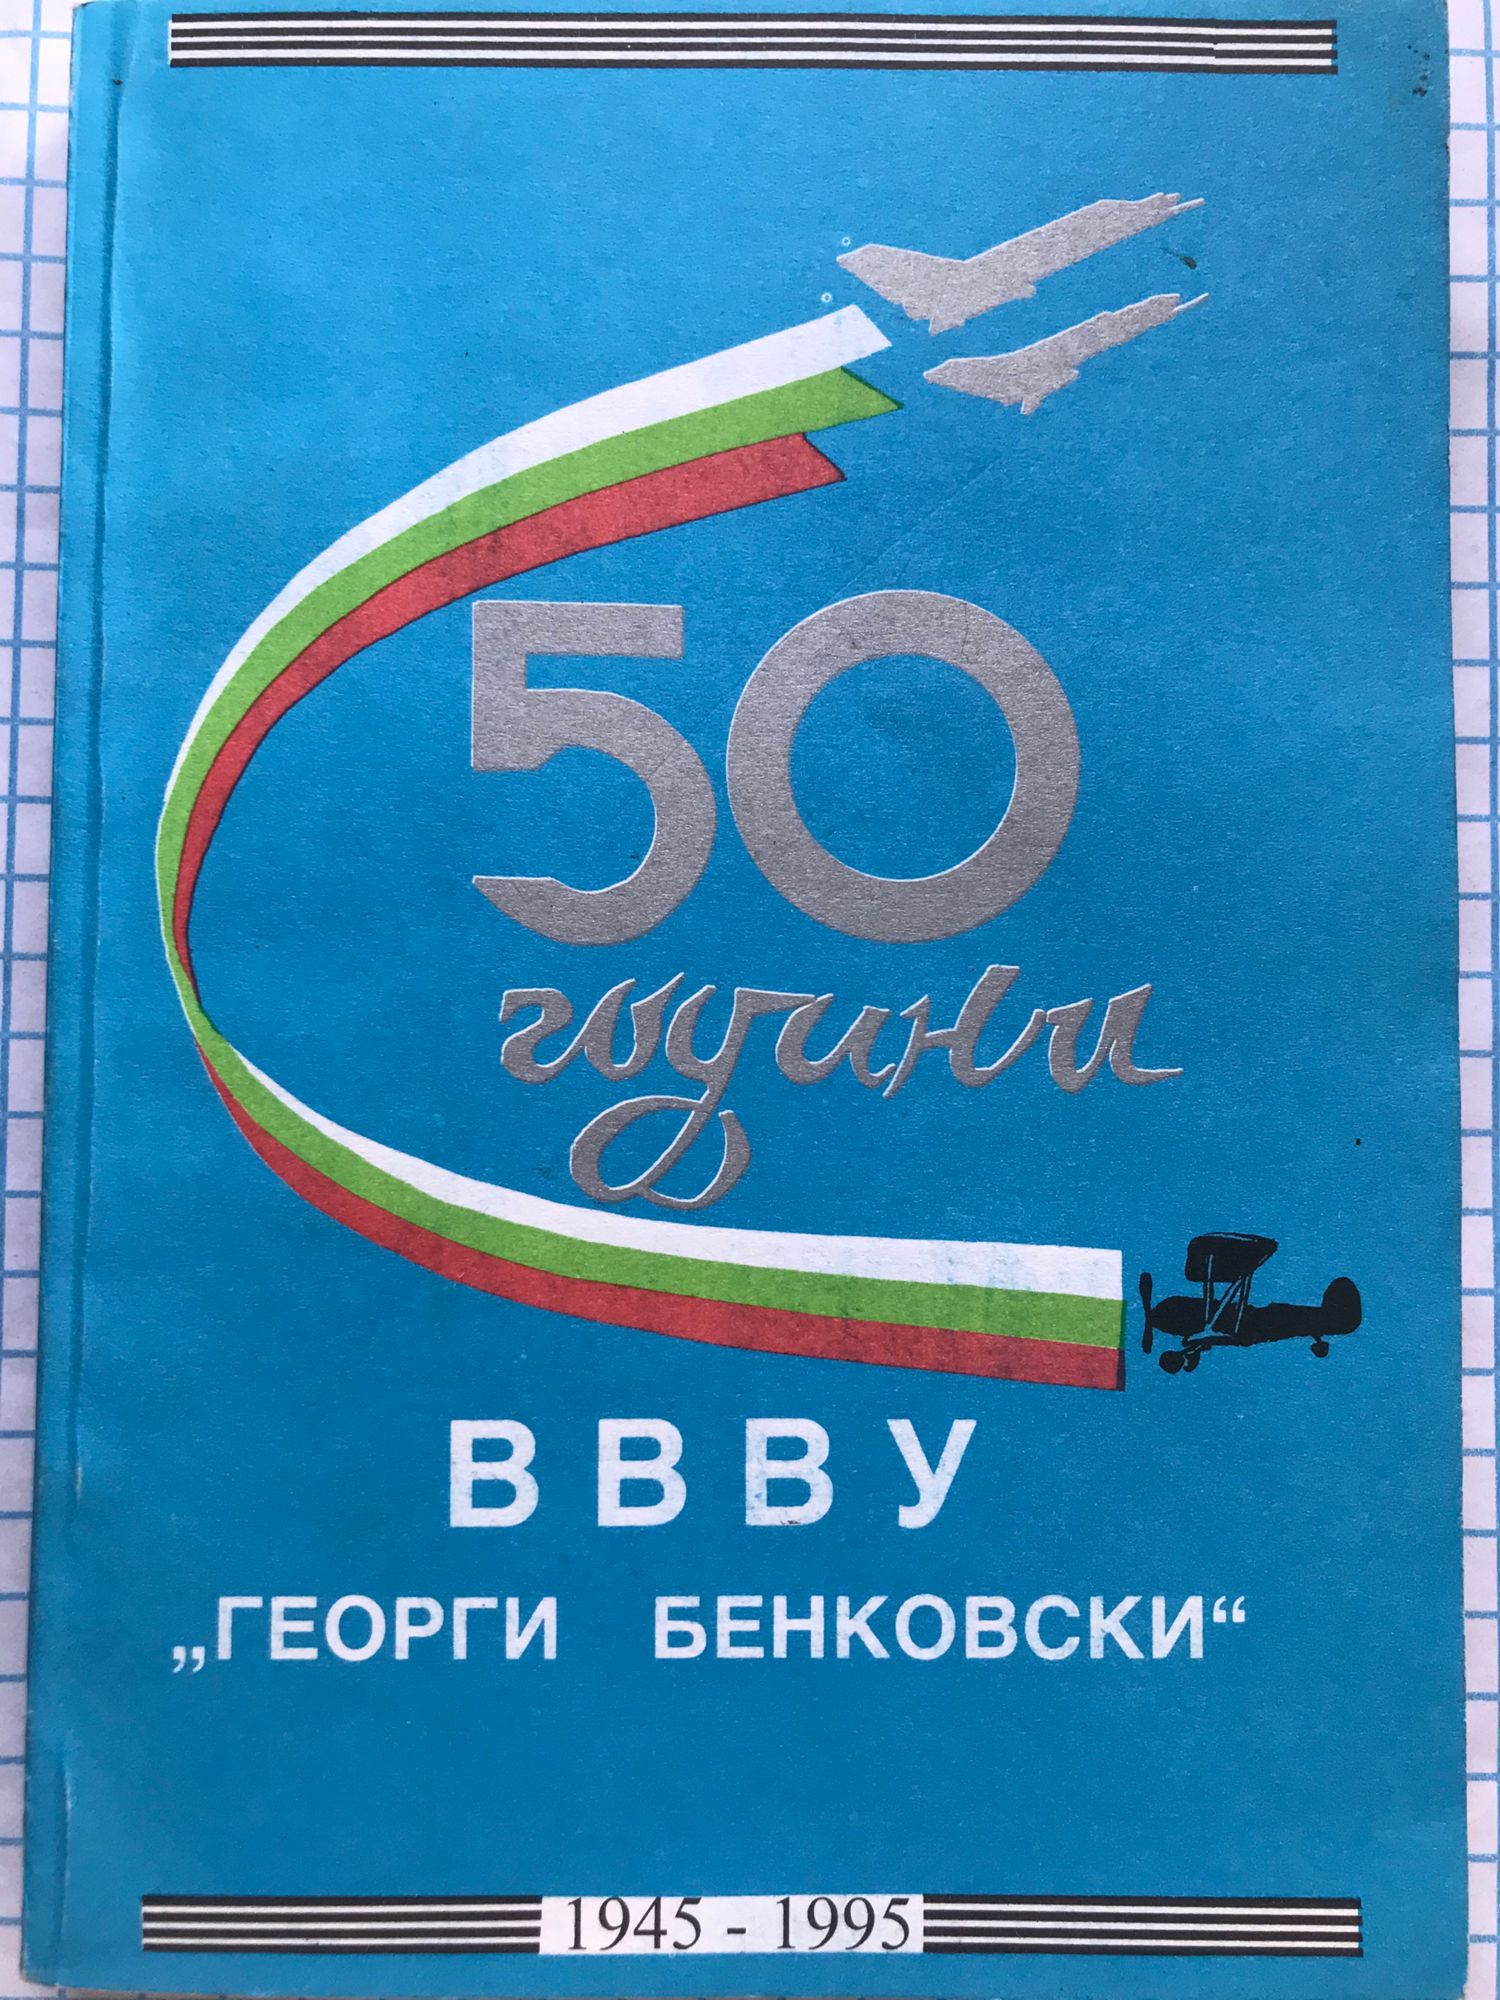 50
години
ВВВУ
„ГЕОРГИ БЕНКОВСКИ“
1945 - 1995